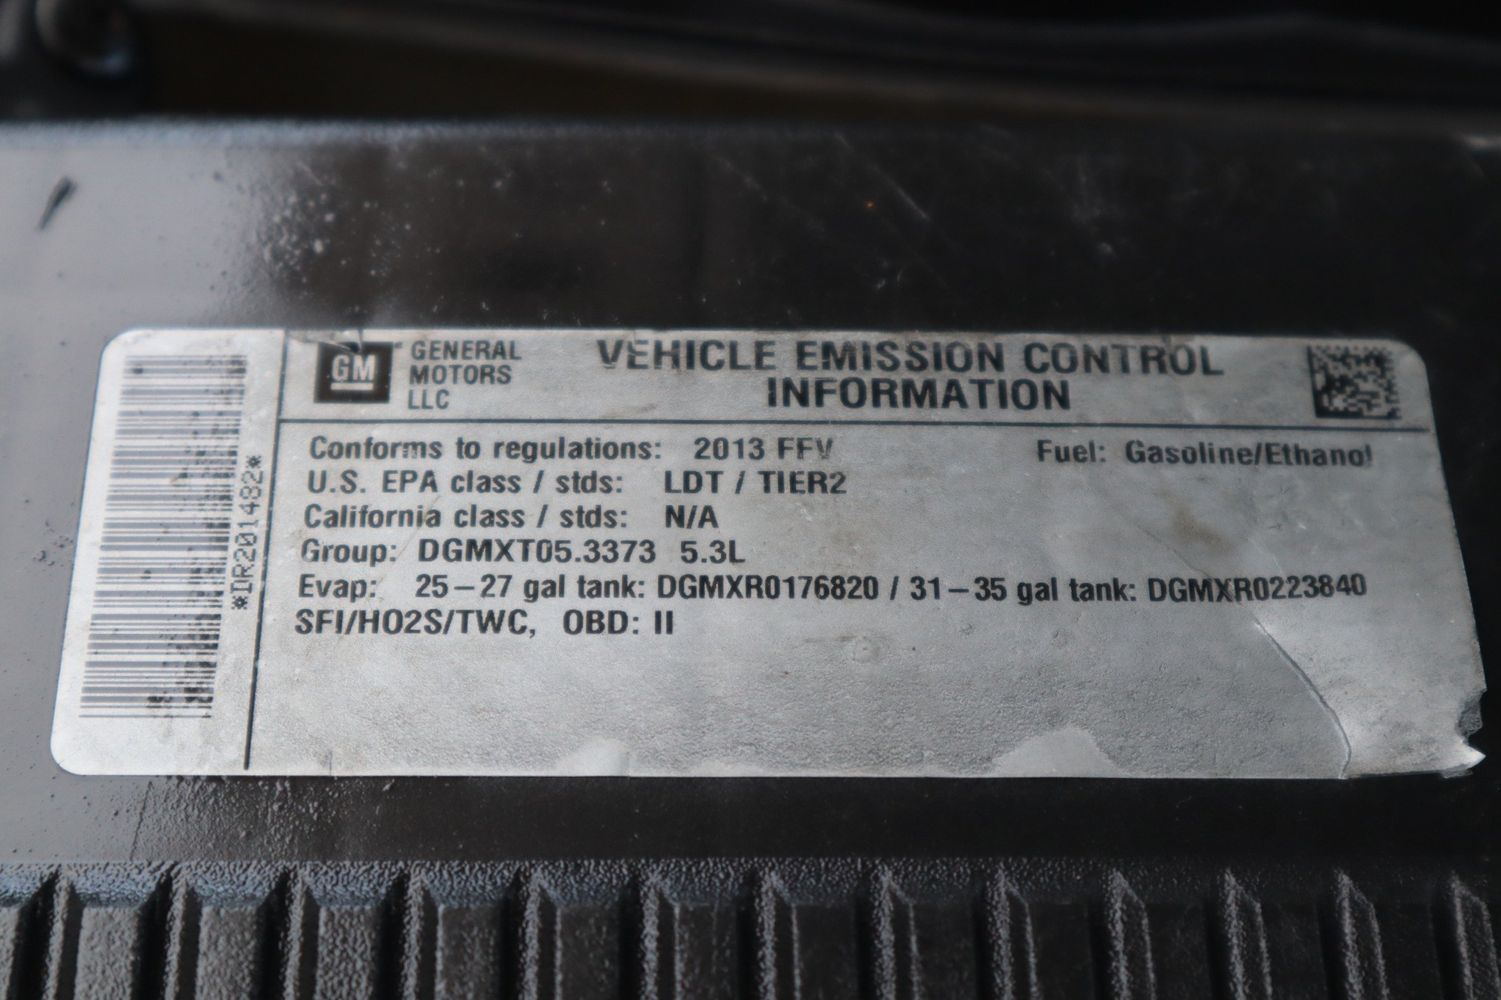 GM GENERAL MOTORS LLC
VEHICLE EMISSION CONTROL
INFORMATION
*DR201482*
Conforms to regulations: 2013 FFV
Fuel: Gasoline/Ethanol
U.S. EPA class / stds: LDT / TIER2
California class / stds: N/A
Group: DGMXT05.3373 5.3L
Evap: 25–27 gal tank: DGMXR0176820 / 31–35 gal tank: DGMXR0223840
SFI/HO2S/TWC, OBD: II